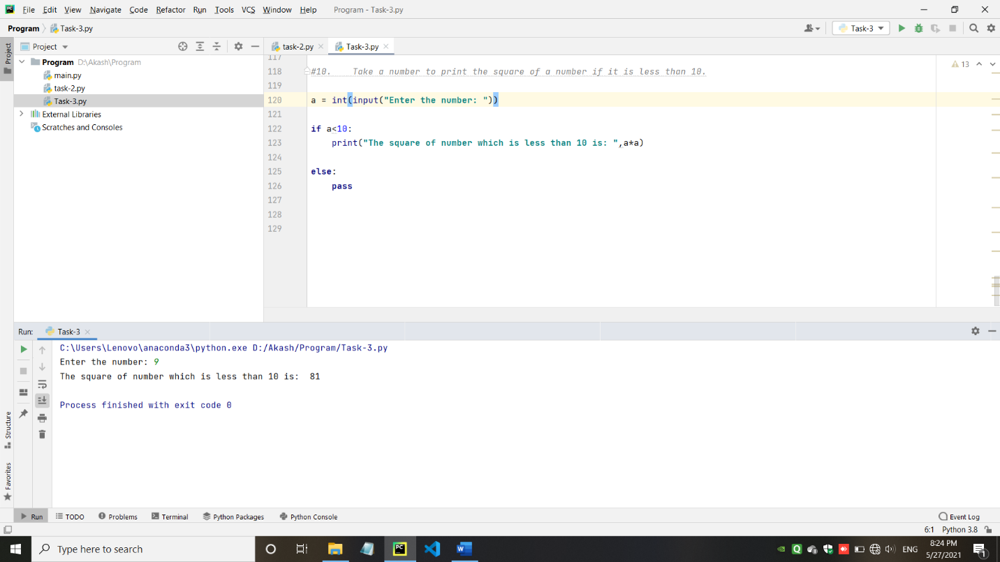 File Edit View Navigate Code Refactor Run Tools VCS Window Help Program - Task-3.py
Program Task-3.py Task-3
Project task-2.py Task-3.py
Project
Program D:\Akash\Program
main.py
task-2.py
Task-3.py
External Libraries
Scratches and Consoles
13
117
118 #10. Take a number to print the square of a number if it is less than 10.
119
120 a = int(input("Enter the number: "))
121
122 if a<10:
123 print("The square of number which is less than 10 is: ",a*a)
124
125 else:
126 pass
127
128
129
Run: Task-3
C:\Users\Lenovo\anaconda3\python.exe D:/Akash/Program/Task-3.py
Enter the number: 9
The square of number which is less than 10 is: 81
Process finished with exit code 0
Structure
Favorites
Run TODO Problems Terminal Python Packages Python Console Event Log
6:1 Python 3.8
Type here to search
PC
W
Q
ENG
8:24 PM
5/27/2021
1